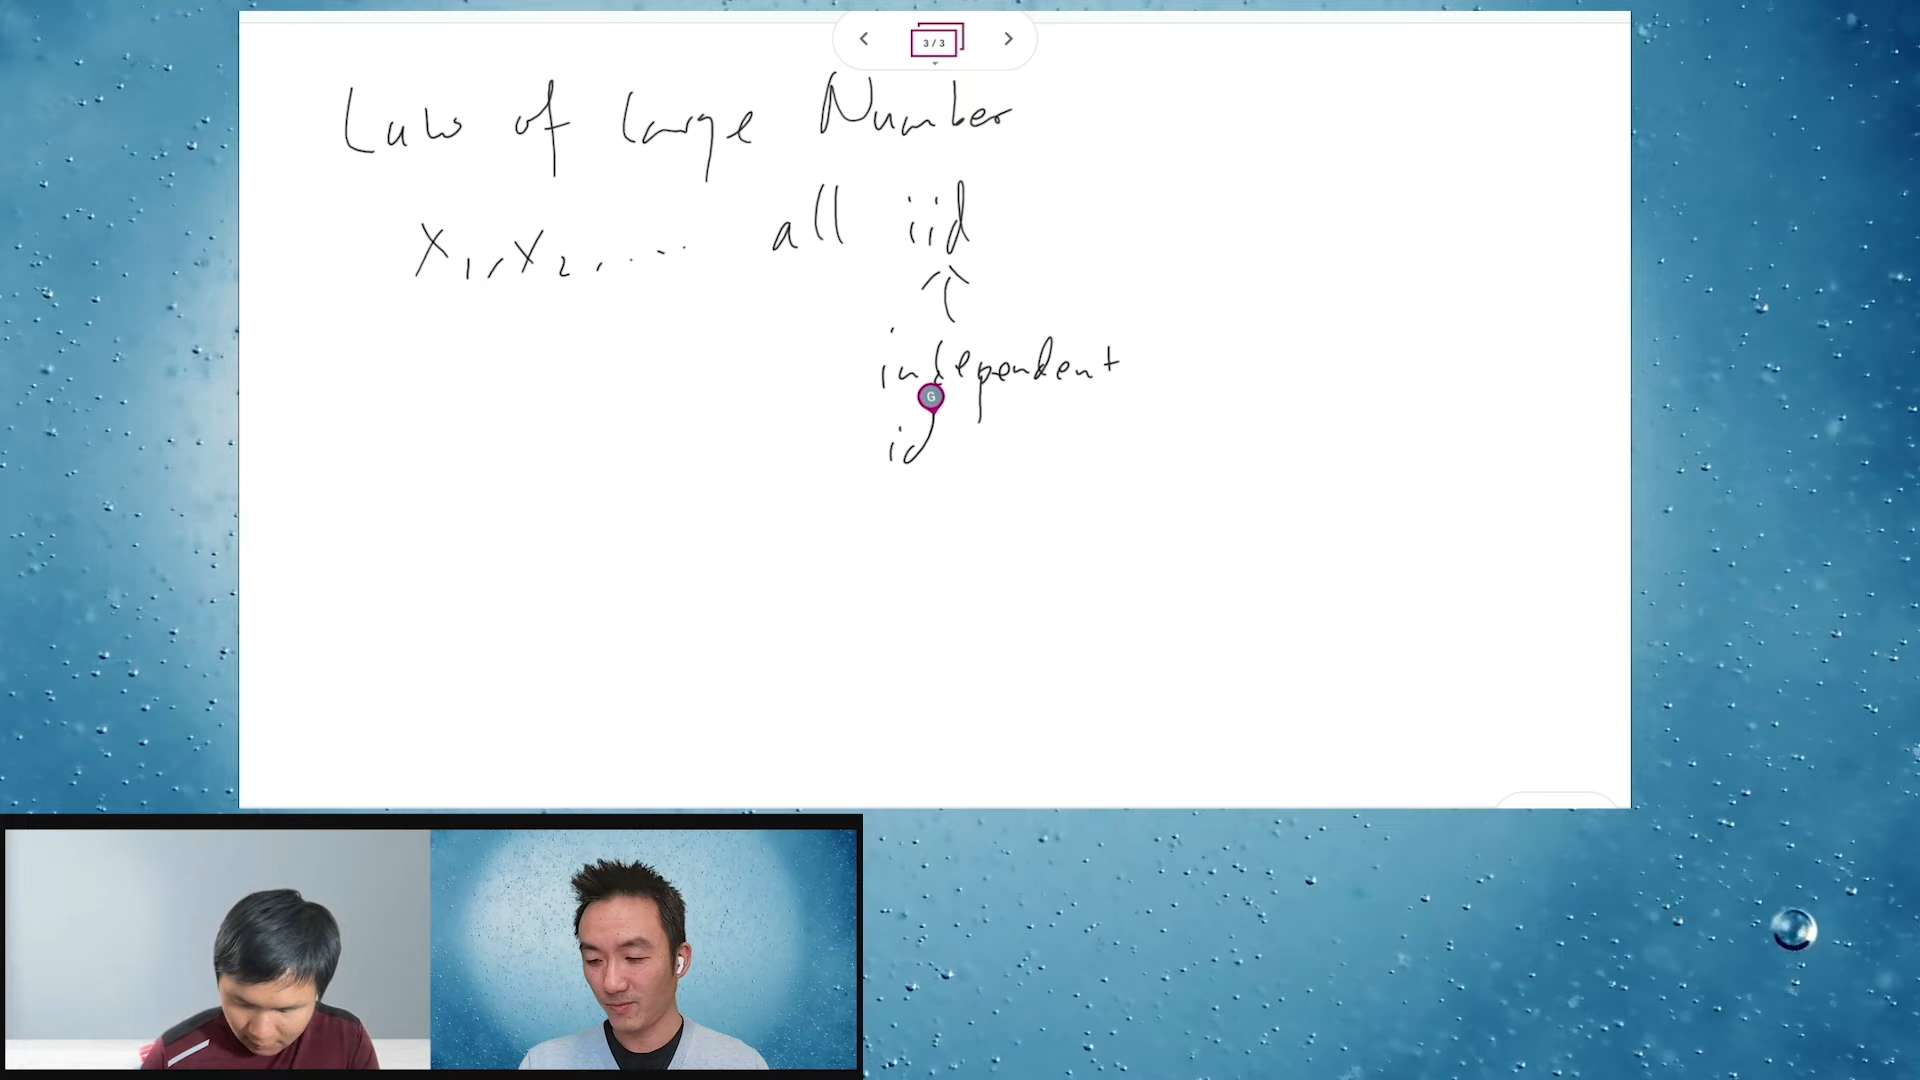 3/3
Law of large Number
X1, X2, .... all iid
independent
G
id